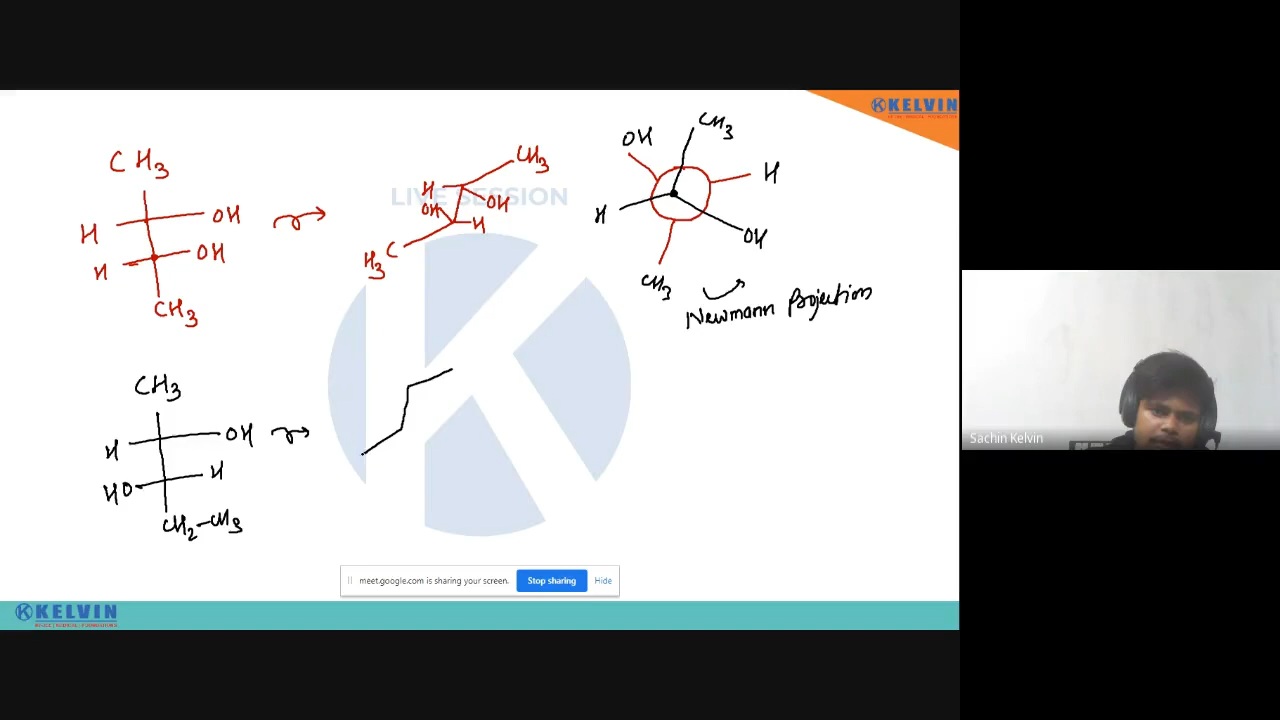 KELVIN
LIVE SESSION
CH3
H OH
H OH
CH3
CH3
H OH
OH H
H3C
OH CH3
H
H OH
CH3
Newmann Projection
CH3
H OH
HO H
CH2-CH3
Sachin Kelvin
meet.google.com is sharing your screen. Stop sharing Hide
KELVIN